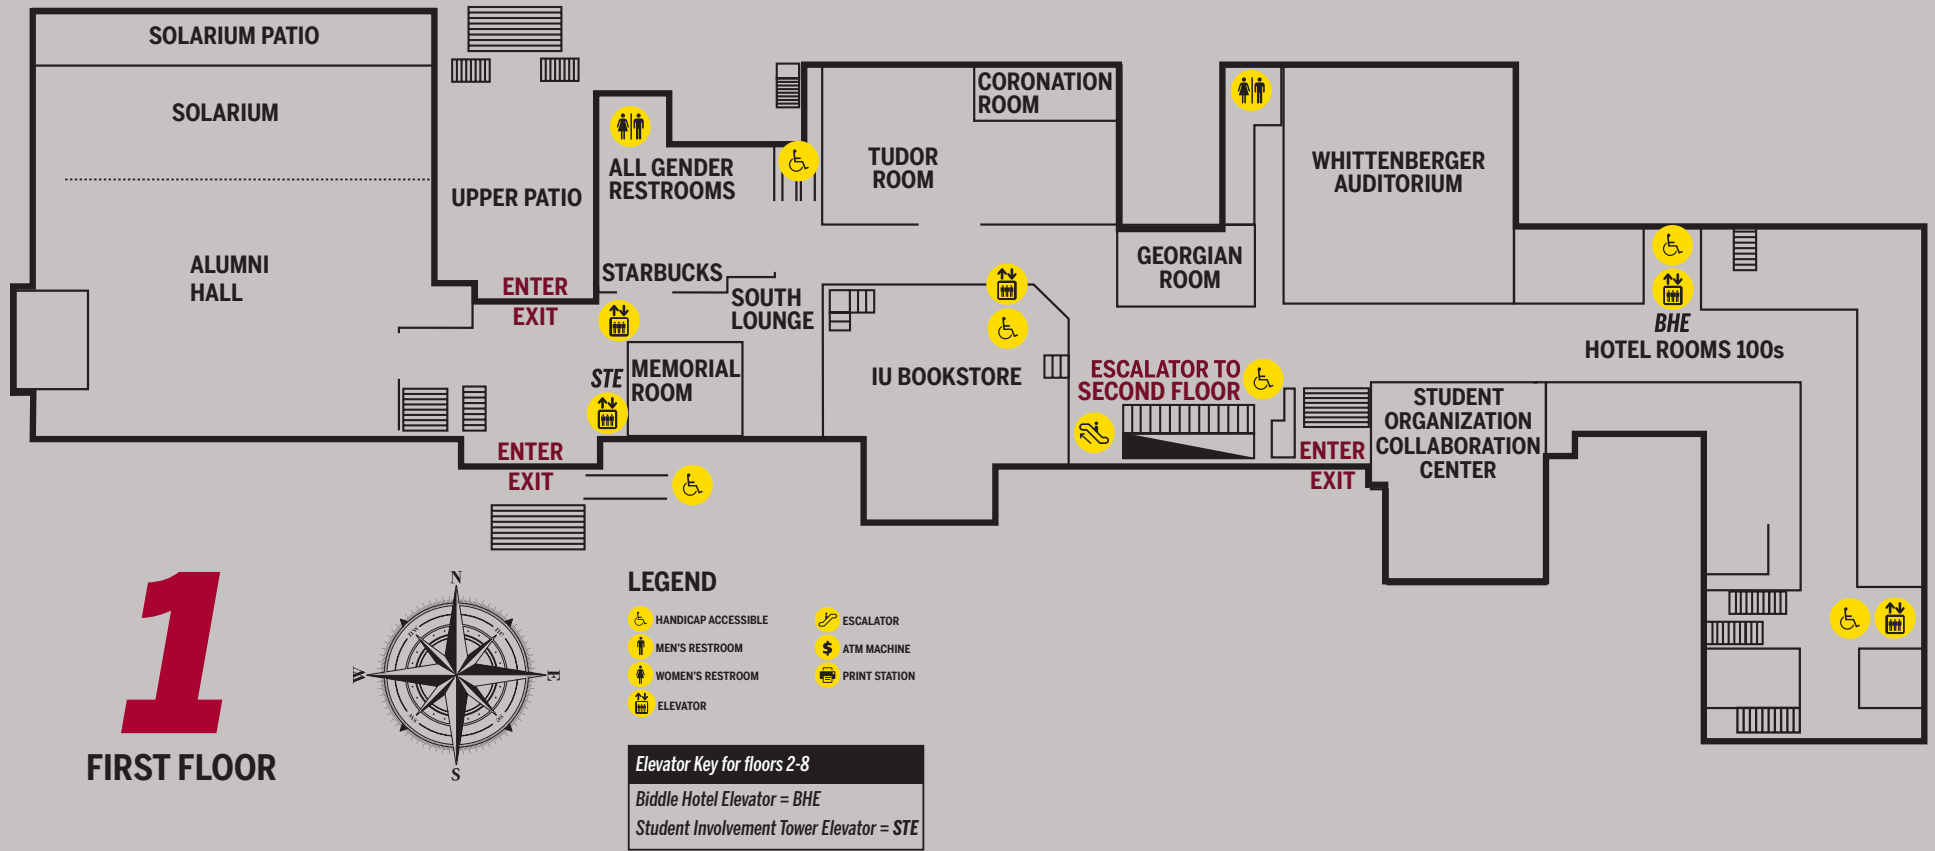 SOLARIUM PATIO
SOLARIUM
ALUMNI
HALL
UPPER PATIO
ENTER
EXIT
ALL GENDER
RESTROOMS
STARBUCKS
SOUTH
LOUNGE
STE
MEMORIAL
ROOM
ENTER
EXIT
TUDOR
ROOM
CORONATION
ROOM
IU BOOKSTORE
GEORGIAN
ROOM
ESCALATOR TO
SECOND FLOOR
ENTER
EXIT
WHITTENBERGER
AUDITORIUM
STUDENT
ORGANIZATION
COLLABORATION
CENTER
BHE
HOTEL ROOMS 100s
1
FIRST FLOOR
N
W
E
S
LEGEND
HANDICAP ACCESSIBLE
MEN'S RESTROOM
WOMEN'S RESTROOM
ELEVATOR
ESCALATOR
$ ATM MACHINE
PRINT STATION
Elevator Key for floors 2-8
Biddle Hotel Elevator = BHE
Student Involvement Tower Elevator = STE